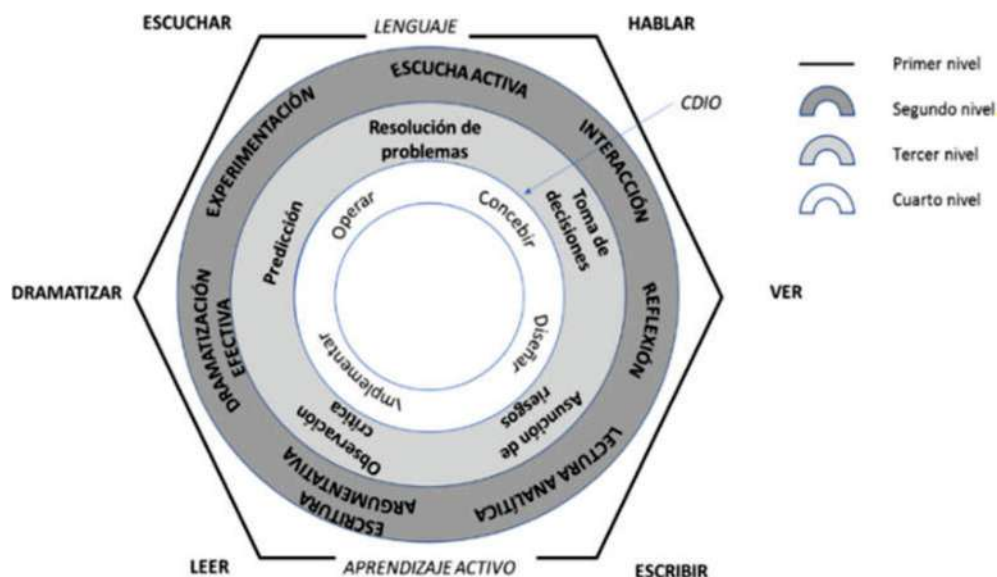 ESCUCHAR
LENGUAJE
HABLAR
ESCUCHA ACTIVA
CDIO
EXPERIMENTACIÓN
INTERACCIÓN
Resolución de
problemas
Predicción
Toma de
decisiones
Operar
Concebir
DRAMATIZAR
VER
DRAMATIZACIÓN
EFECTIVA
REFLEXIÓN
Implementar
Diseñar
Observación
crítica
Asunción de
riesgos
ESCRITURA
ARGUMENTATIVA
LECTURA ANALÍTICA
LEER
APRENDIZAJE ACTIVO
ESCRIBIR
Primer nivel
Segundo nivel
Tercer nivel
Cuarto nivel